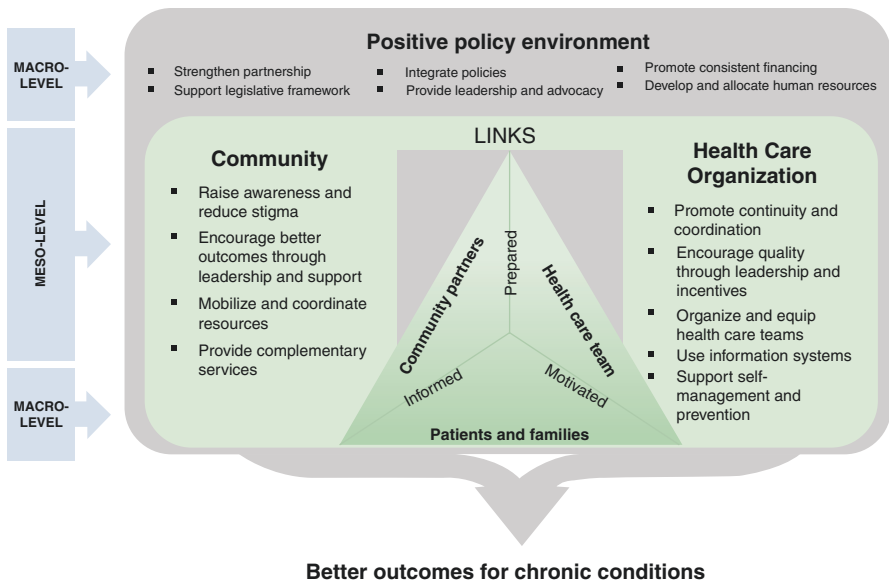 Positive policy environment
MACRO-
LEVEL
▪ Strengthen partnership
▪ Support legislative framework
▪ Integrate policies
▪ Provide leadership and advocacy
▪ Promote consistent financing
▪ Develop and allocate human resources
MESO-LEVEL
LINKS
Community
▪ Raise awareness and
reduce stigma
▪ Encourage better
outcomes through
leadership and support
▪ Mobilize and coordinate
resources
▪ Provide complementary
services
Community partners
Prepared
Health care team
Informed
Motivated
Patients and families
Health Care
Organization
▪ Promote continuity and
coordination
▪ Encourage quality
through leadership and
incentives
▪ Organize and equip
health care teams
▪ Use information systems
▪ Support self-
management and
prevention
MACRO-
LEVEL
Better outcomes for chronic conditions